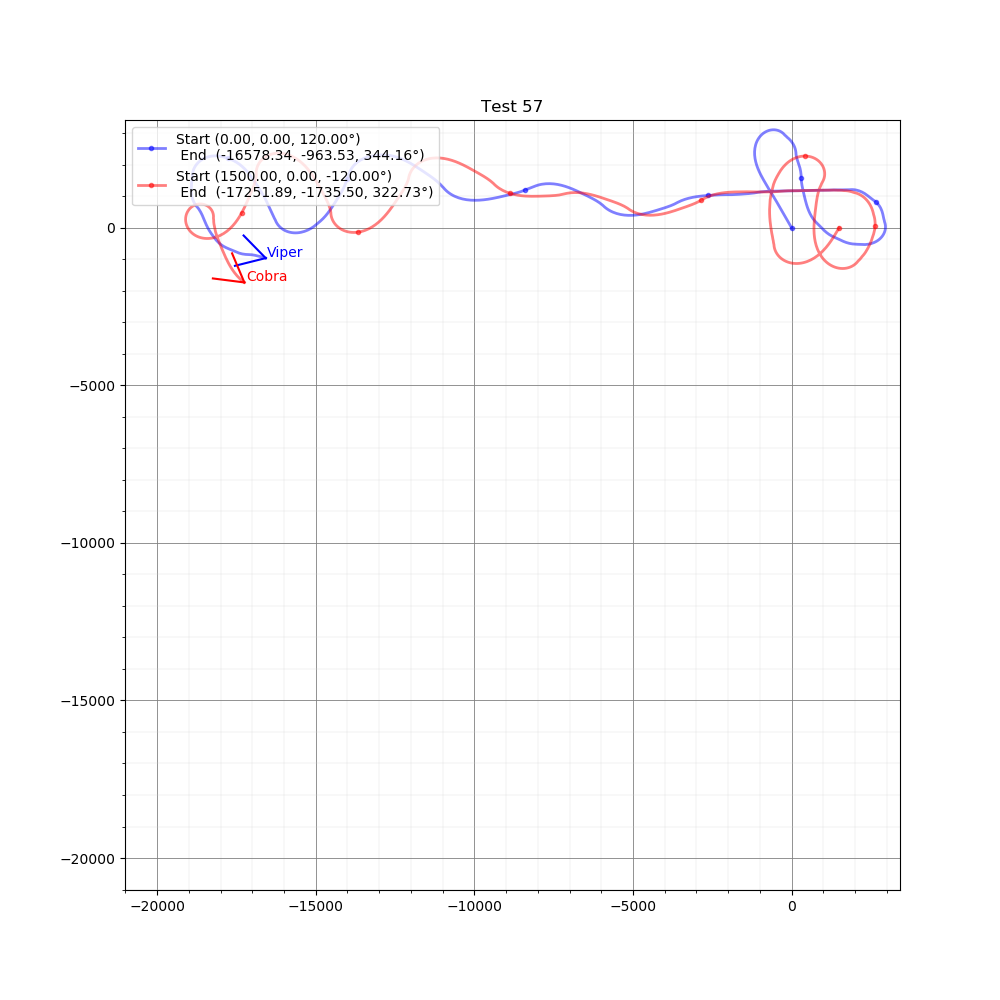 Test 57
Start (0.00, 0.00, 120.00°)
End (-16578.34, -963.53, 344.16°)
Start (1500.00, 0.00, -120.00°)
End (-17251.89, -1735.50, 322.73°)
Viper
Cobra
0
−5000
−10000
−15000
−20000
−20000 −15000 −10000 −5000 0